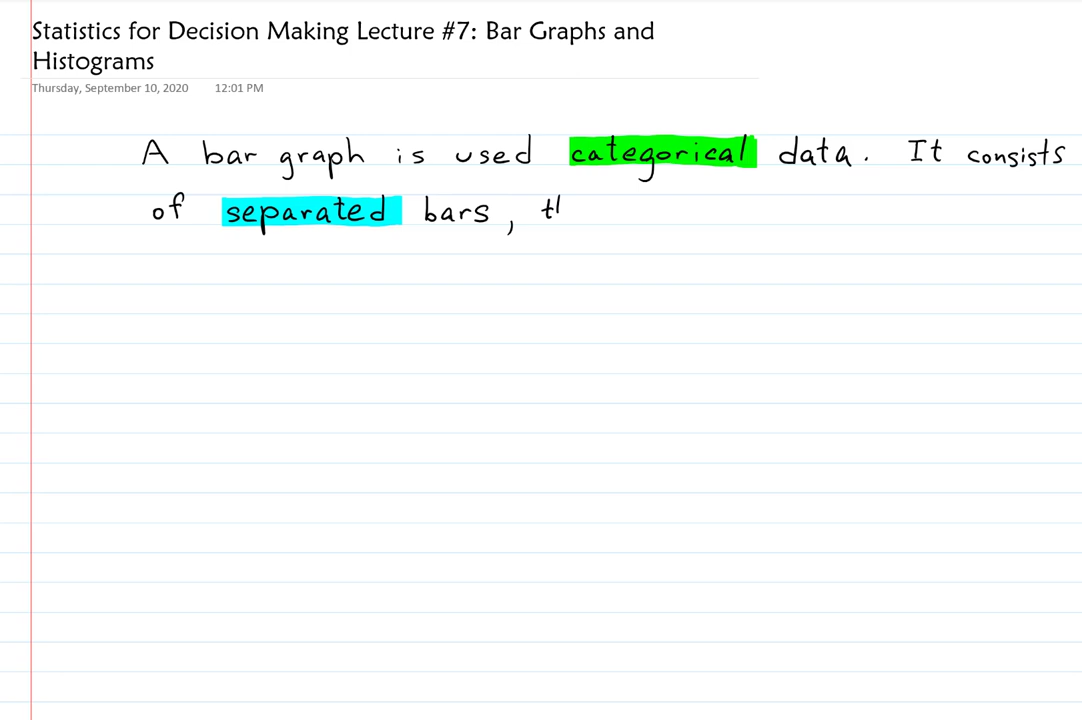 Statistics for Decision Making Lecture #7: Bar Graphs and
Histograms
Thursday, September 10, 2020 12:01 PM
A bar graph is used categorical data. It consists
of separated bars,